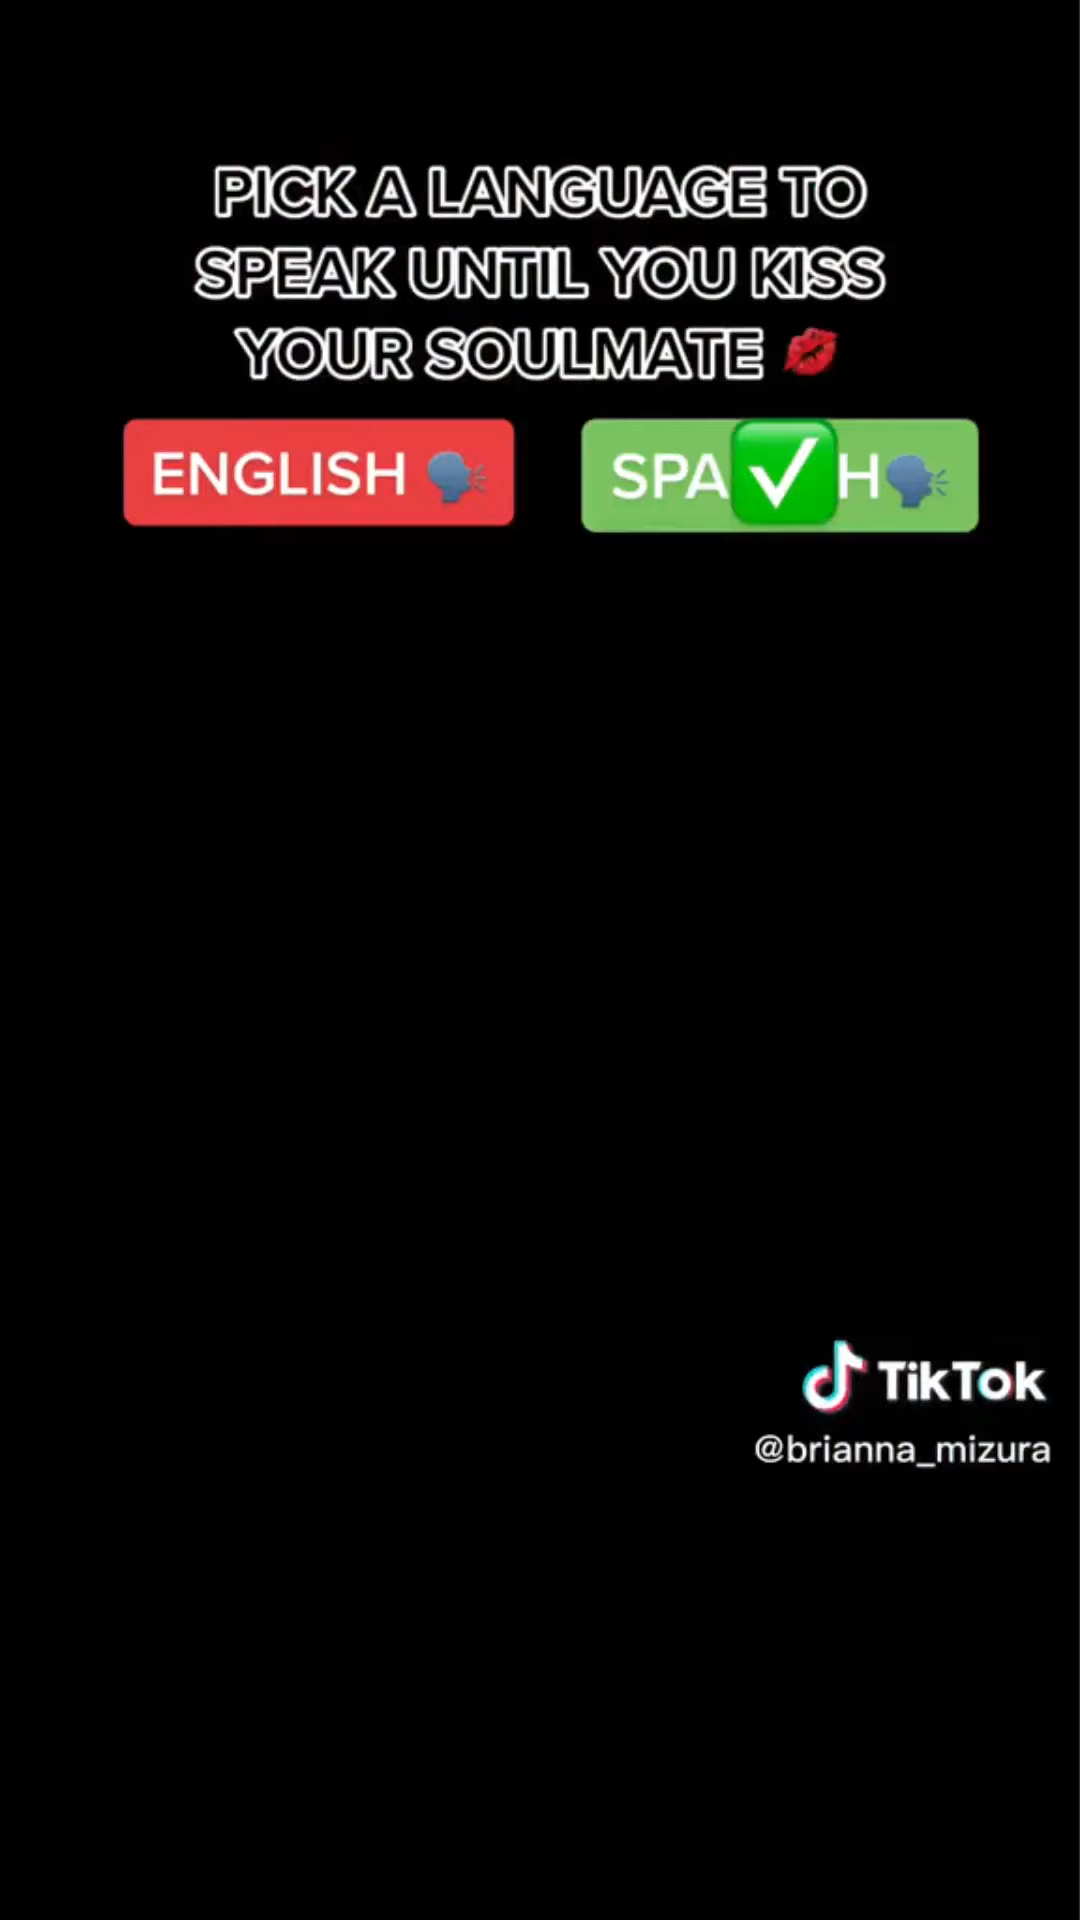 PICK A LANGUAGE TO
SPEAK UNTIL YOU KISS
YOUR SOULMATE 💋
ENGLISH 🗣
SPA✅H🗣
TikTok
@brianna_mizura